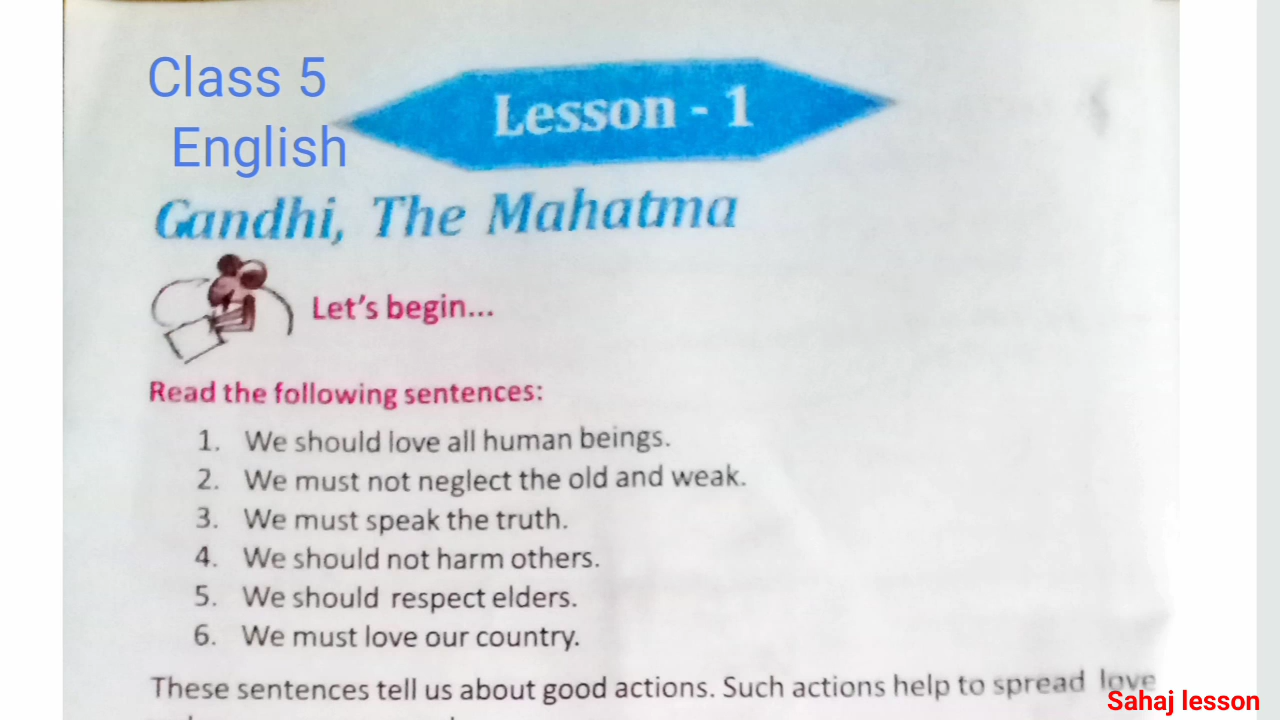 Class 5
English
Lesson - 1
Gandhi, The Mahatma
Let's begin...
Read the following sentences:
1. We should love all human beings.
2. We must not neglect the old and weak.
3. We must speak the truth.
4. We should not harm others.
5. We should respect elders.
6. We must love our country.
These sentences tell us about good actions. Such actions help to spread love
Sahaj lesson